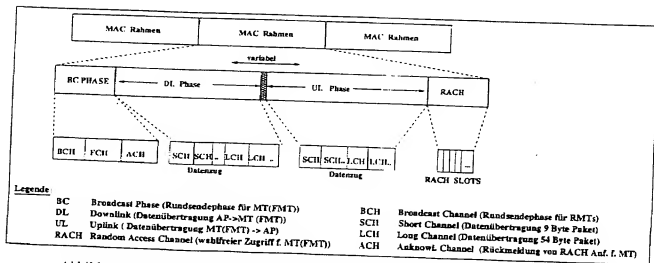 MAC Rahmen MAC Rahmen MAC Rahmen
variabel
BC PHASE DL Phase UL Phase RACH
BCH FCH ACH SCH SCH .. LCH LCH .. SCH SCH.. LCH LCH.. ...
Datenzug Datenzug RACH SLOTS
Legende
BC Broadcast Phase (Rundsendephase für MT(FMT))
DL Downlink (Datenübertragung AP->MT (FMT))
UL Uplink ( Datenübertragung MT(FMT) -> AP)
RACH Random Access Channel (wahlfreier Zugriff f. MT(FMT))
BCH Broadcast Channel (Rundsendephase für RMTs)
SCH Short Channel (Datenübertragung 9 Byte Paket)
LCH Long Channel (Datenübertragung 54 Byte Paket)
ACH Anknowl. Channel (Rückmeldung von RACH Anf. f. MT)